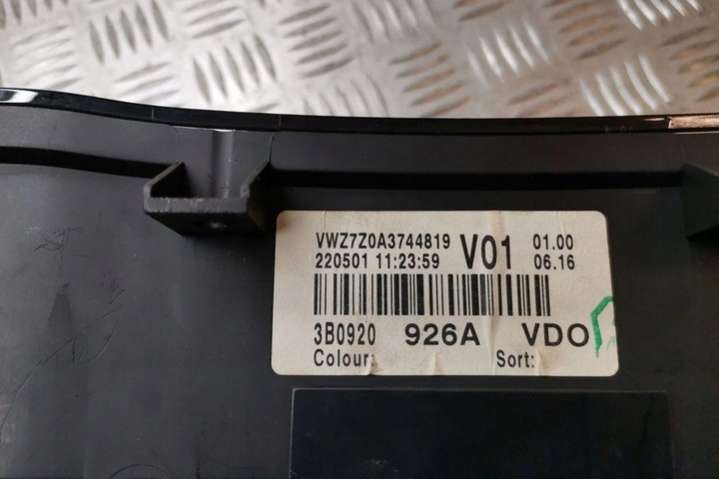 VWZ7Z0A3744819 V01 01.00
220501 11:23:59 06.16
3B0920 926A VDO
Colour: Sort: